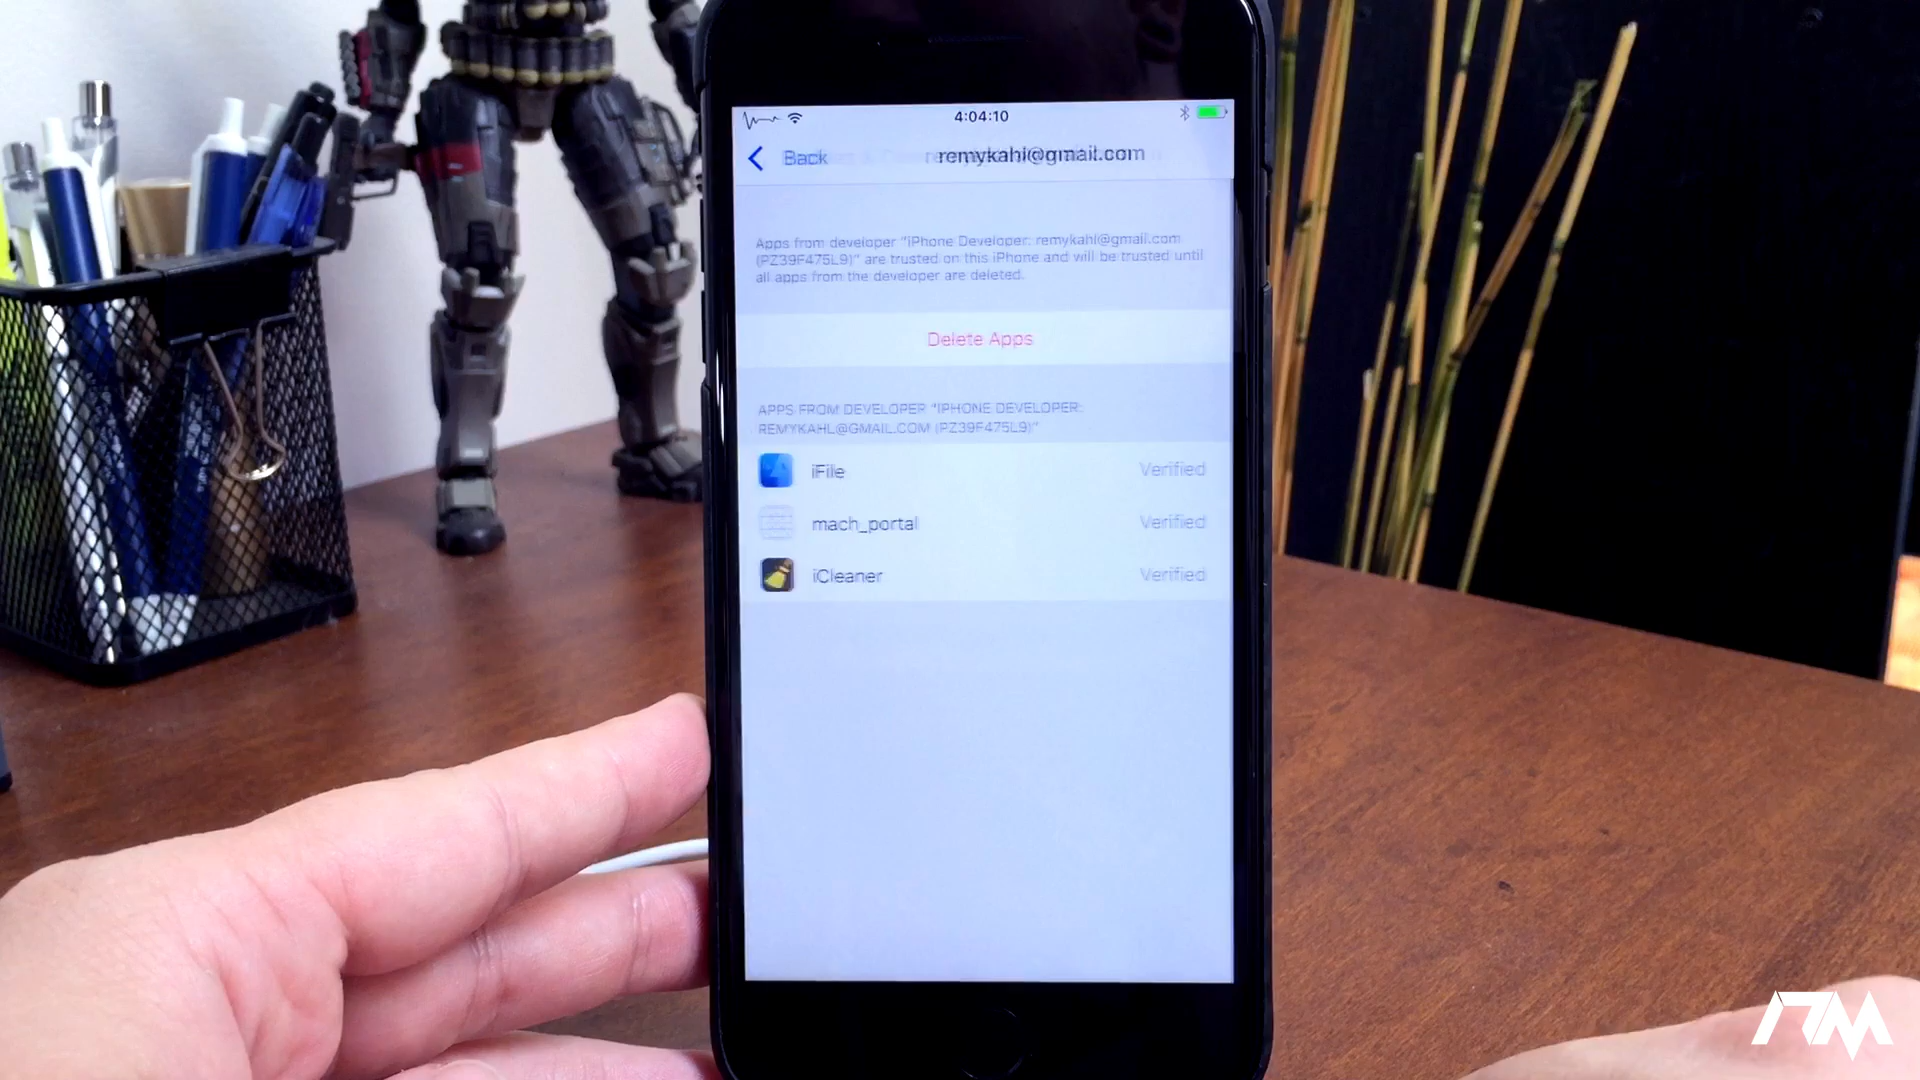 4:04:10
Back
remykahl@gmail.com
Apps from developer "iPhone Developer: remykahl@gmail.com
(PZ39F475L9)" are trusted on this iPhone and will be trusted until
all apps from the developer are deleted.
Delete Apps
APPS FROM DEVELOPER "IPHONE DEVELOPER:
REMYKAHL@GMAIL.COM (PZ39F475L9)"
iFile Verified
mach_portal Verified
iCleaner Verified